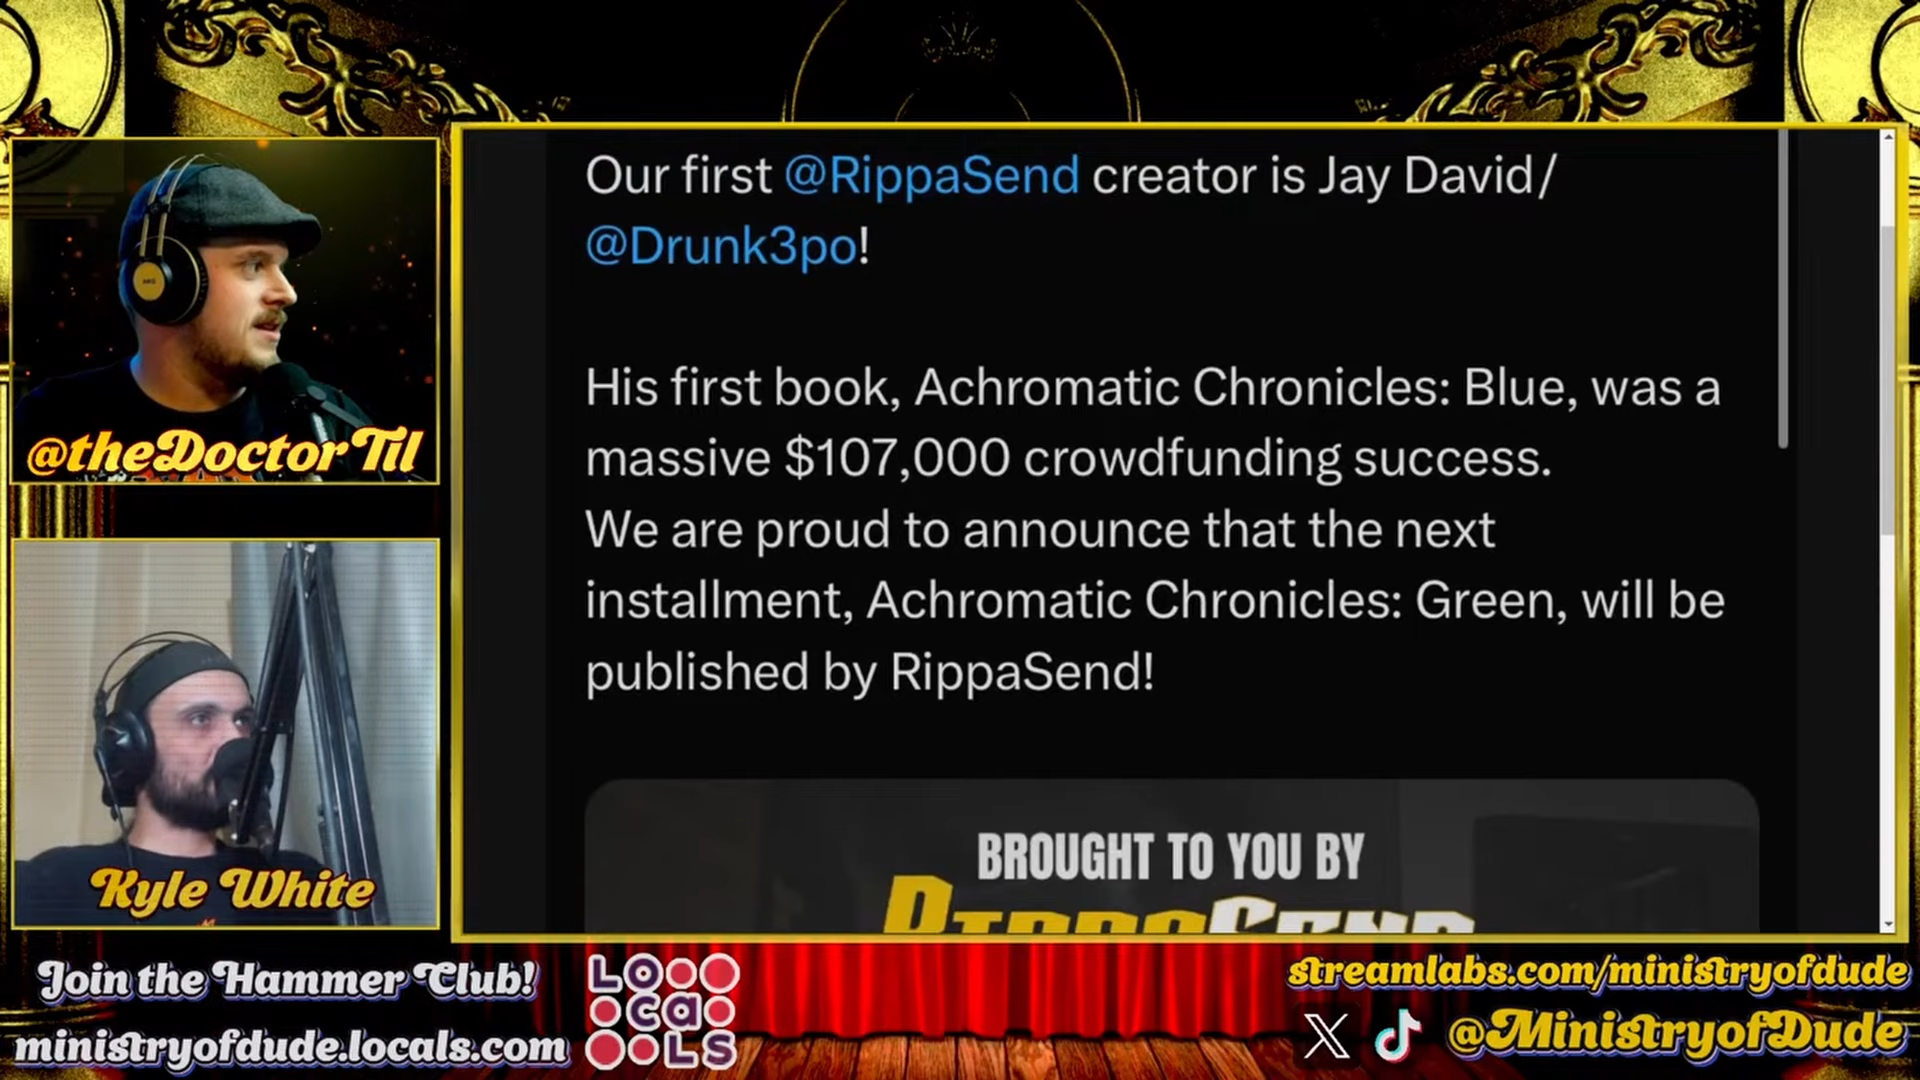 Our first @RippaSend creator is Jay David/
@Drunk3po!
His first book, Achromatic Chronicles: Blue, was a
massive $107,000 crowdfunding success.
We are proud to announce that the next
installment, Achromatic Chronicles: Green, will be
published by RippaSend!
BROUGHT TO YOU BY
RIPPASEND
@theDoctorTil
Kyle White
Join the Hammer Club!
ministryofdude.locals.com
LOCALS
streamlabs.com/ministryofdude
@MinistryofDude